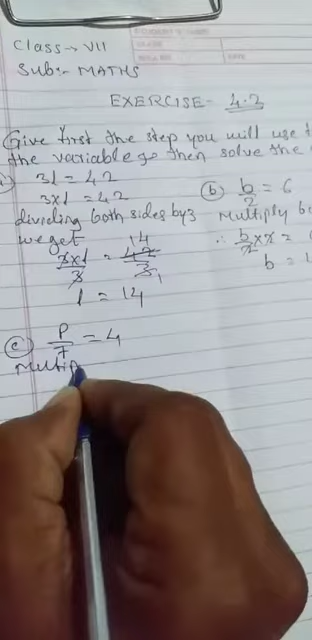 Class → VII
Sub:- MATHS
EXERCISE- 4.2
Give first the step you will use t
the variable then solve the
3l = 42
3×l = 42
dividing both sides by 3
we get
3×l/3 = 42/3 14 1
l = 14
(b) b/2 = 6
Multiply b
∴ b/2 × 2 =
b = 1
(c) P/7 = 4
Multip